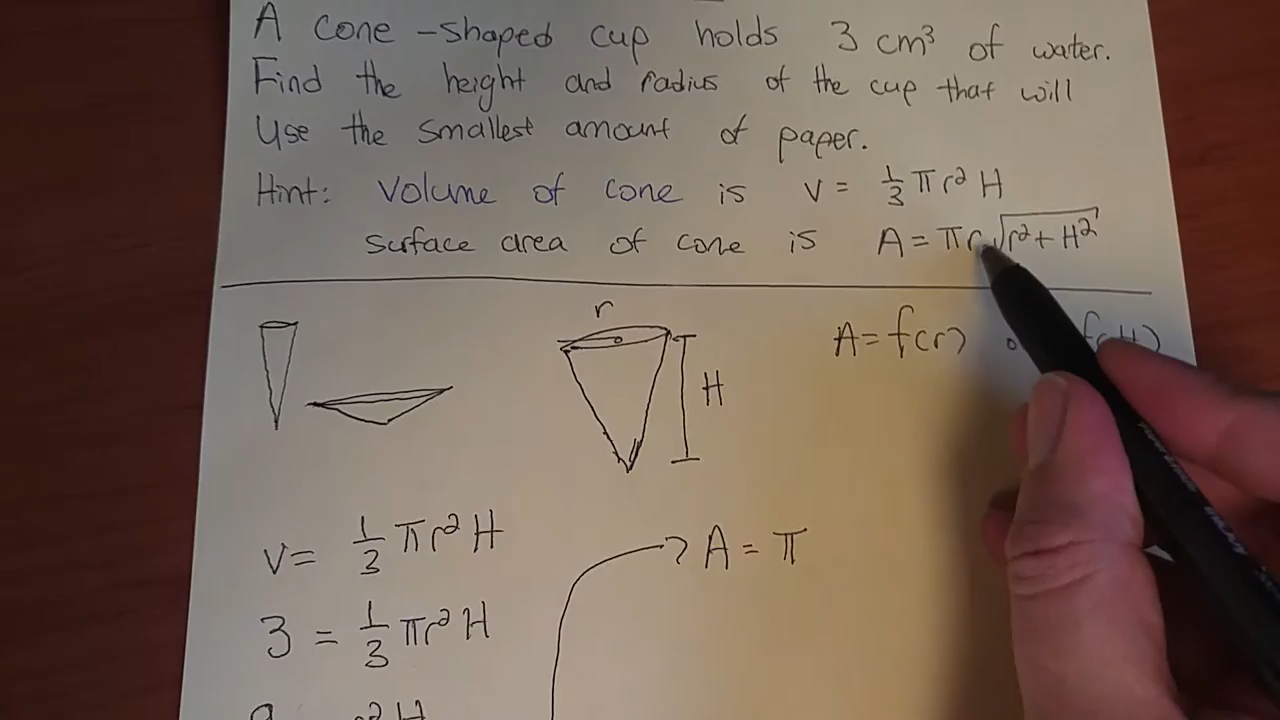 A cone-shaped cup holds 3 cm³ of water.
Find the height and radius of the cup that will
Use the smallest amount of paper.
Hint: Volume of cone is V = 1/3 πr² H
surface area of cone is A = πr√(r² + H²)
r
A = f(r)
H
V = 1/3 πr² H
A = π
3 = 1/3 πr² H
r² H